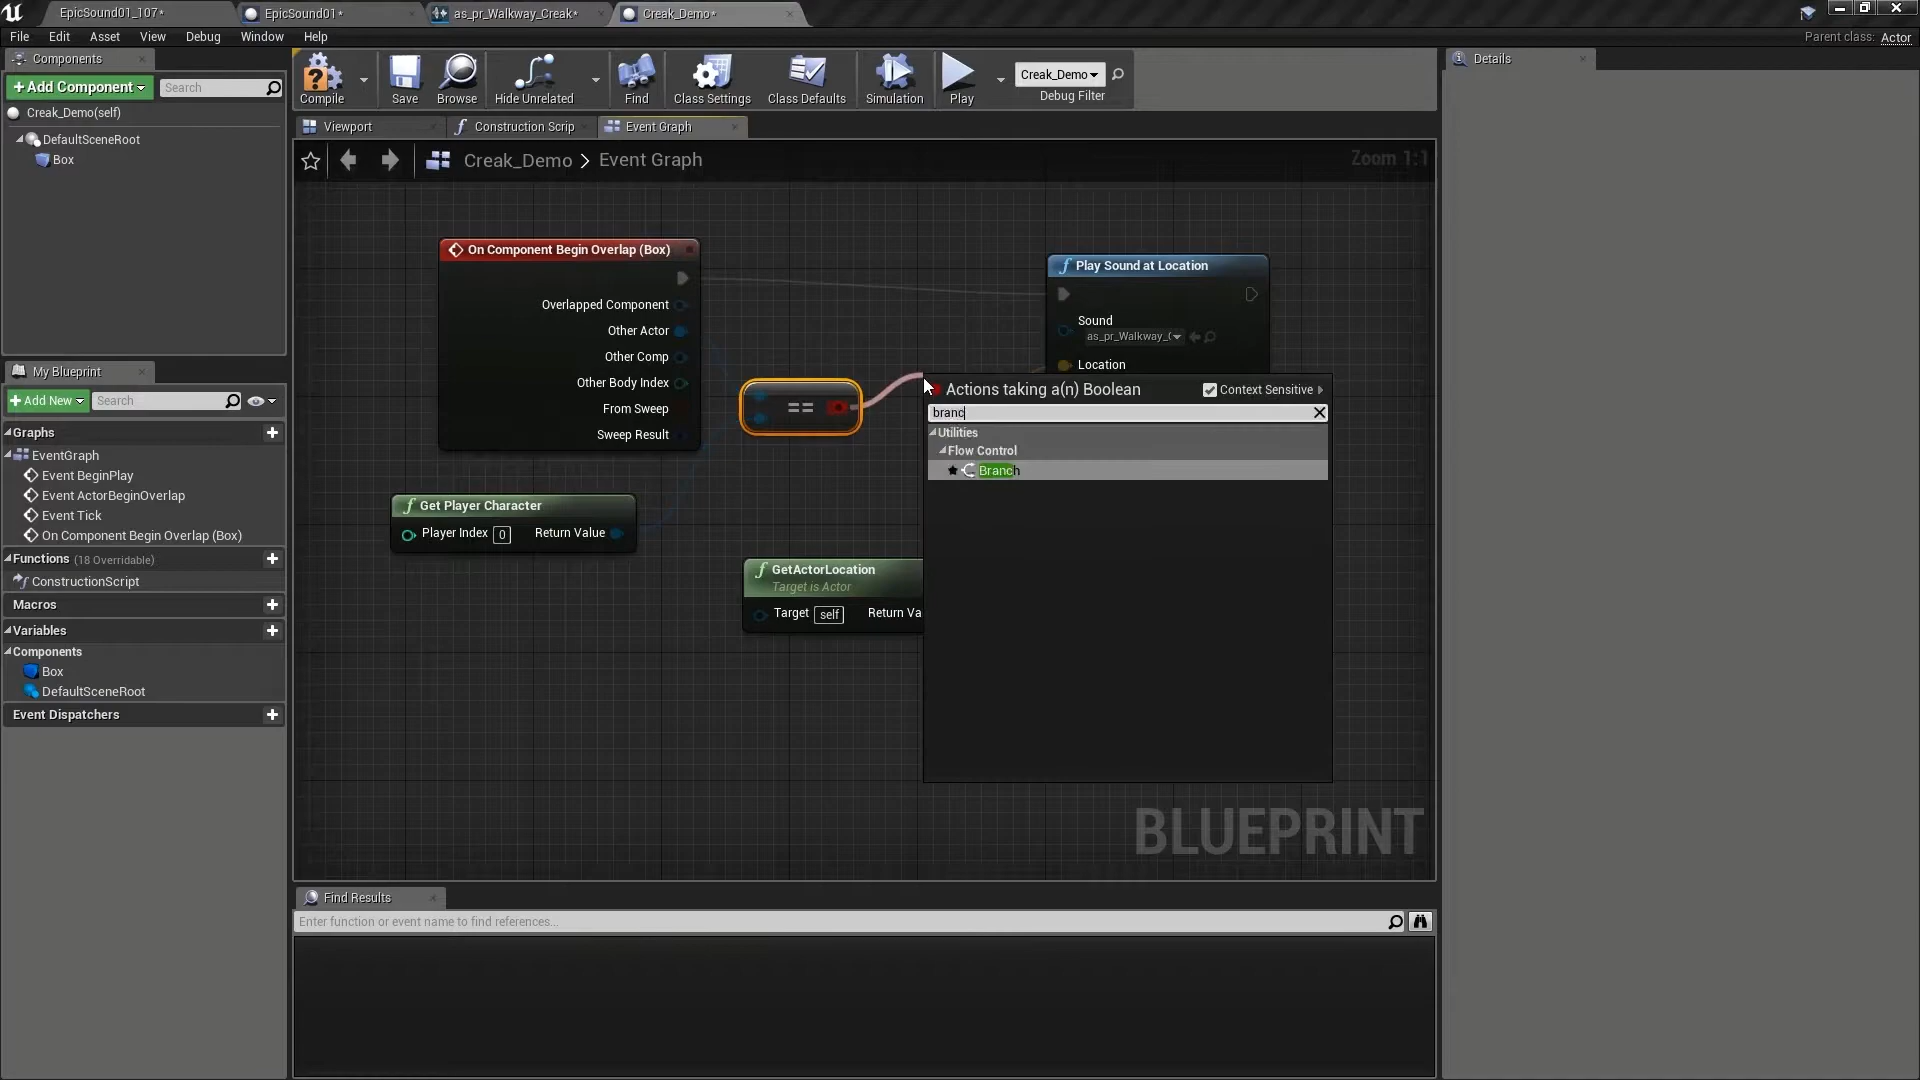 EpicSound01_107*
EpicSound01*
as_pr_Walkway_Creak*
Creak_Demo*
File Edit Asset View Debug Window Help
Parent class: Actor
Components
+ Add Component
Search
Creak_Demo(self)
DefaultSceneRoot
Box
Compile
Save
Browse
Hide Unrelated
Find
Class Settings
Class Defaults
Simulation
Play
Creak_Demo
Debug Filter
Details
Viewport
Construction Scrip
Event Graph
Creak_Demo > Event Graph
Zoom 1:1
On Component Begin Overlap (Box)
Overlapped Component
Other Actor
Other Comp
Other Body Index
From Sweep
Sweep Result
Play Sound at Location
Sound
as_pr_Walkway_(
Location
==
Actions taking a(n) Boolean
Context Sensitive
branc
Utilities
Flow Control
Branch
Get Player Character
Player Index 0 Return Value
GetActorLocation
Target is Actor
Target self Return Va
BLUEPRINT
My Blueprint
+ Add New
Search
Graphs
EventGraph
Event BeginPlay
Event ActorBeginOverlap
Event Tick
On Component Begin Overlap (Box)
Functions (18 Overridable)
ConstructionScript
Macros
Variables
Components
Box
DefaultSceneRoot
Event Dispatchers
Find Results
Enter function or event name to find references...